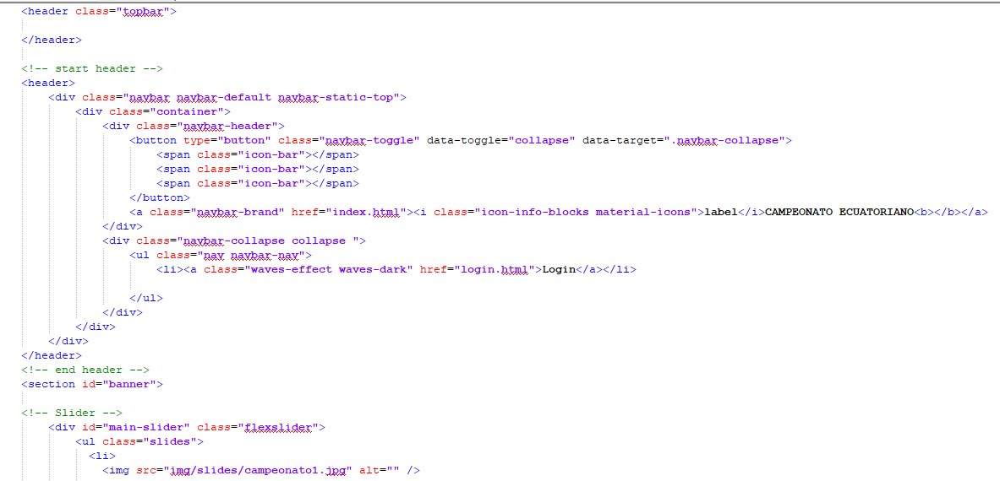 <header class="topbar">
</header>
<!-- start header -->
<header>
<div class="navbar navbar-default navbar-static-top">
<div class="container">
<div class="navbar-header">
<button type="button" class="navbar-toggle" data-toggle="collapse" data-target=".navbar-collapse">
<span class="icon-bar"></span>
<span class="icon-bar"></span>
<span class="icon-bar"></span>
</button>
<a class="navbar-brand" href="index.html"><i class="icon-info-blocks material-icons">label</i>CAMPEONATO ECUATORIANO<b></b></a>
</div>
<div class="navbar-collapse collapse ">
<ul class="nav navbar-nav">
<li><a class="waves-effect waves-dark" href="login.html">Login</a></li>
</ul>
</div>
</div>
</div>
</header>
<!-- end header -->
<section id="banner">
<!-- Slider -->
<div id="main-slider" class="flexslider">
<ul class="slides">
<li>
<img src="img/slides/campeonato1.jpg" alt="" />